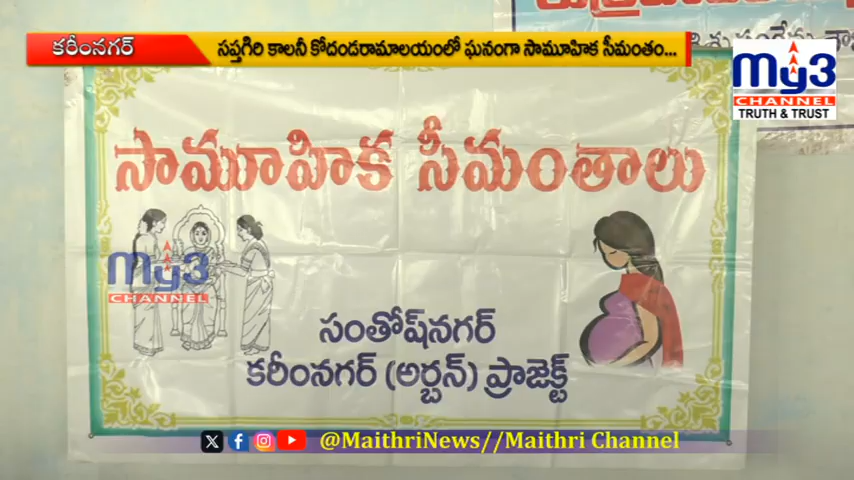 కరీంనగర్
సప్తగిరి కాలనీ కోదండరామాలయంలో ఘనంగా సామూహిక సీమంతం...
My3
CHANNEL
TRUTH & TRUST
సామూహిక సీమంతాలు
My3
CHANNEL
సంతోష్‌నగర్
కరీంనగర్ (అర్బన్) ప్రాజెక్ట్
@MaithriNews//Maithri Channel